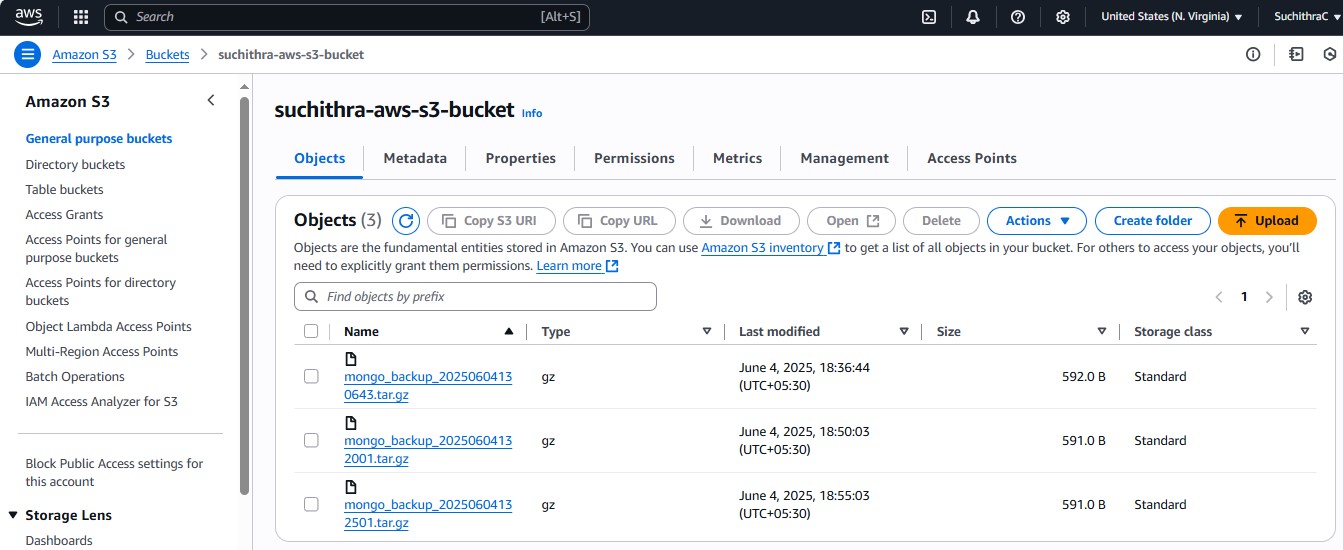 aws
Search [Alt+S] United States (N. Virginia) SuchithraC
Amazon S3 Buckets suchithra-aws-s3-bucket
Amazon S3
General purpose buckets
Directory buckets
Table buckets
Access Grants
Access Points for general
purpose buckets
Access Points for directory
buckets
Object Lambda Access Points
Multi-Region Access Points
Batch Operations
IAM Access Analyzer for S3
Block Public Access settings for
this account
Storage Lens
Dashboards
suchithra-aws-s3-bucket Info
Objects Metadata Properties Permissions Metrics Management Access Points
Objects (3) Copy S3 URI Copy URL Download Open Delete Actions Create folder Upload
Objects are the fundamental entities stored in Amazon S3. You can use Amazon S3 inventory to get a list of all objects in your bucket. For others to access your objects, you'll
need to explicitly grant them permissions. Learn more
Find objects by prefix 1
Name Type Last modified Size Storage class
mongo_backup_2025060413
0643.tar.gz
gz
June 4, 2025, 18:36:44
(UTC+05:30)
592.0 B
Standard
mongo_backup_2025060413
2001.tar.gz
gz
June 4, 2025, 18:50:03
(UTC+05:30)
591.0 B
Standard
mongo_backup_2025060413
2501.tar.gz
gz
June 4, 2025, 18:55:03
(UTC+05:30)
591.0 B
Standard